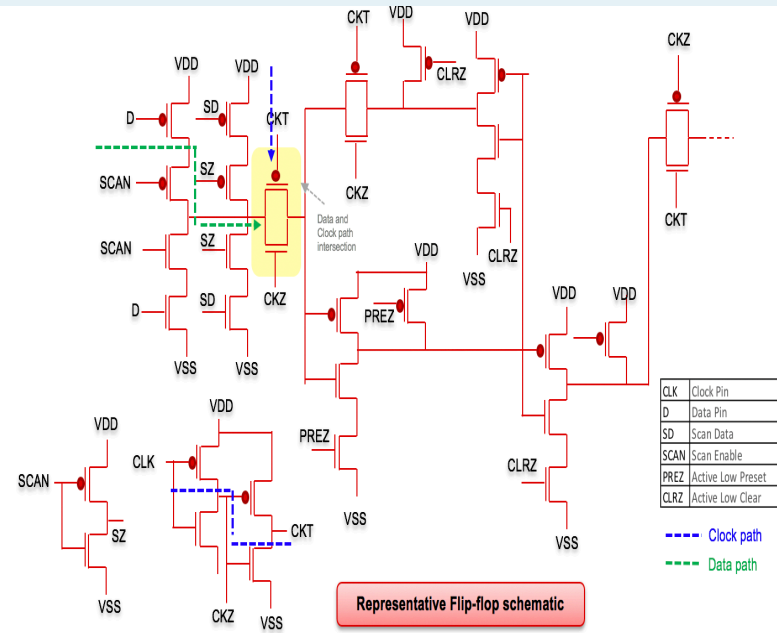 CKT
VDD
VDD
CKZ
VDD
VDD
CLRZ
D
SD
CKT
SCAN
SZ
CKZ
Data and
Clock path
intersection
CKT
SCAN
SZ
VDD
CLRZ
VSS
D
SD
CKZ
VDD
VDD
PREZ
VSS
VSS
VDD
VDD
PREZ
CLK
CLRZ
SCAN
SZ
CKT
VSS
VSS
VSS
CKZ
VSS
CLK Clock Pin
D Data Pin
SD Scan Data
SCAN Scan Enable
PREZ Active Low Preset
CLRZ Active Low Clear
Clock path
Data path
Representative Flip-flop schematic